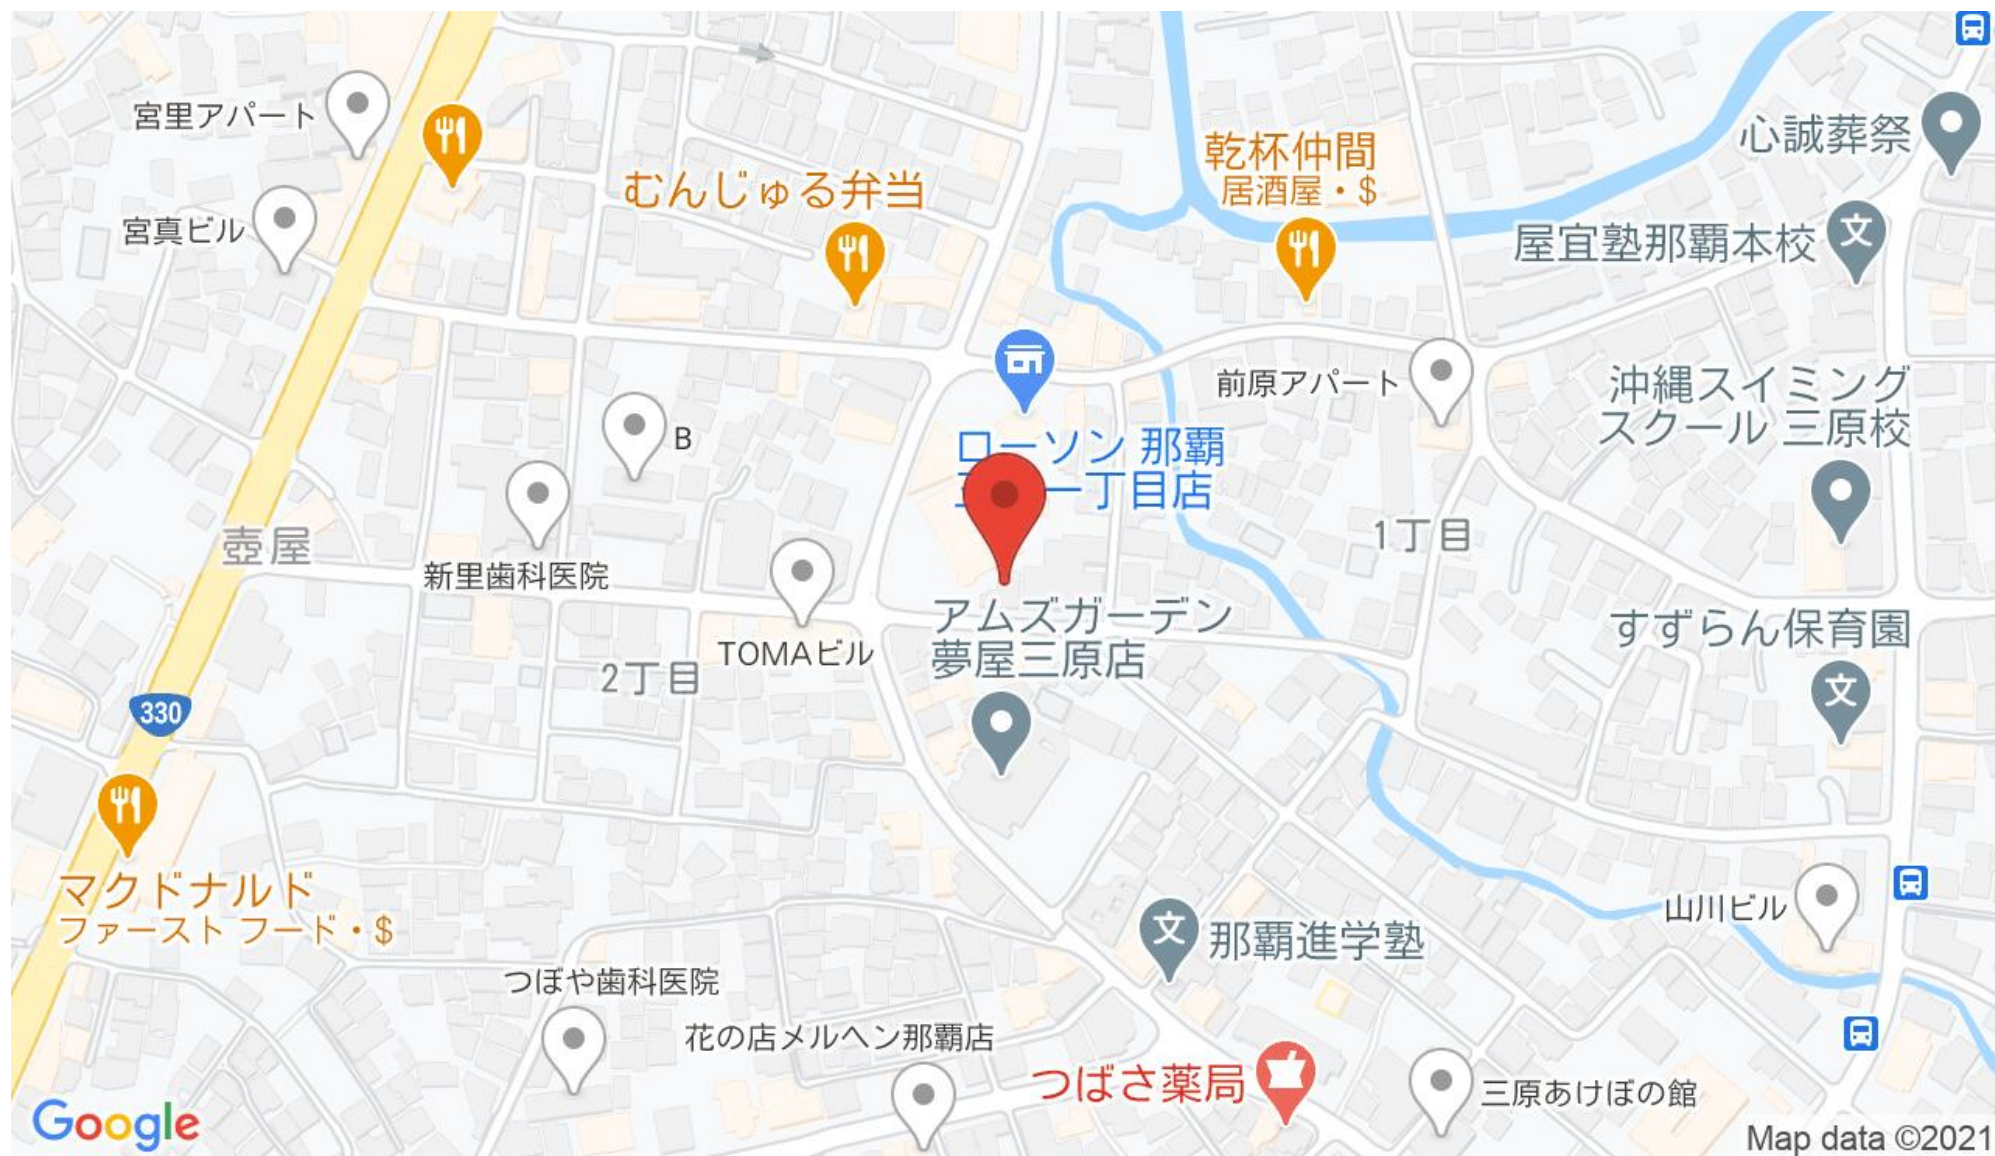 宮里アパート
心誠葬祭
乾杯仲間
居酒屋・$
むんじゅる弁当
宮真ビル
屋宜塾那覇本校
文
前原アパート
沖縄スイミング
スクール 三原校
B
ローソン 那覇
一丁目店
1丁目
壺屋
新里歯科医院
アムズガーデン
夢屋三原店
すずらん保育園
文
TOMAビル
2丁目
330
マクドナルド
ファースト フード・$
山川ビル
文
那覇進学塾
つぼや歯科医院
花の店メルヘン那覇店
つばさ薬局
三原あけぼの館
Google
Map data ©2021